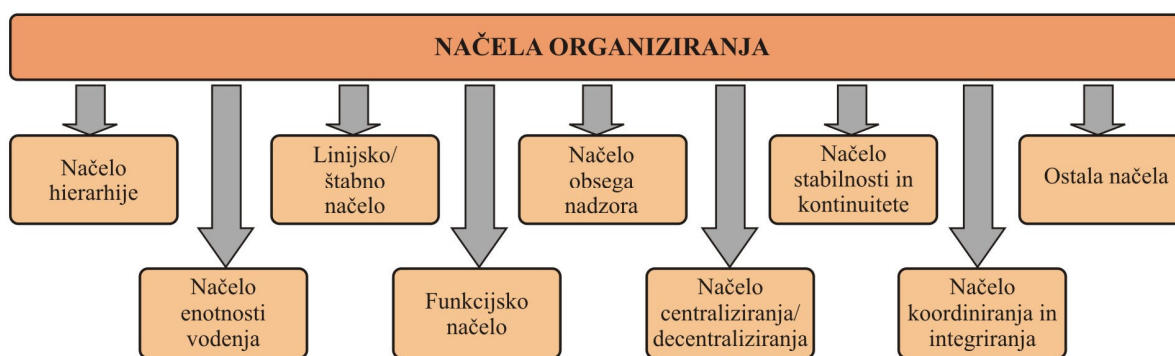 NAČELA ORGANIZIRANJA
Načelo
hierarhije
Linijsko/
štabno
načelo
Načelo
obsega
nadzora
Načelo
stabilnosti in
kontinuitete
Ostala načela
Načelo
enotnosti
vodenja
Funkcijsko
načelo
Načelo
centraliziranja/
decentraliziranja
Načelo
koordiniranja in
integriranja